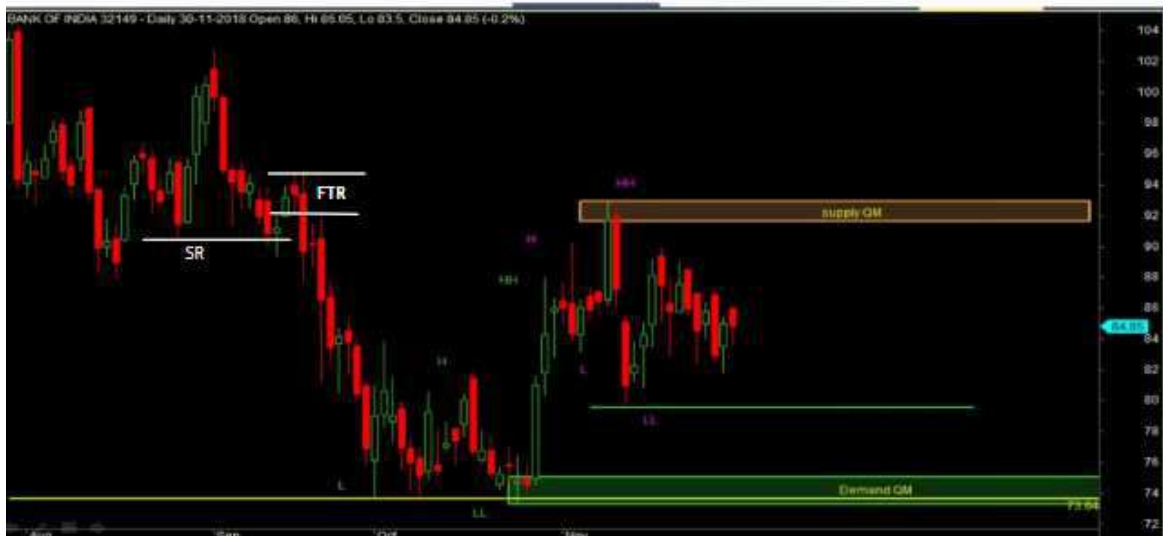 BANK OF INDIA 32149 - Daily 30-11-2018 Open 86, Hi 86.05, Lo 83.5, Close 84.85 (-0.2%)
104
102
100
98
96
94
92
90
88
86
84
84.85
82
80
78
76
74
73.64
72
FTR
SR
HH
supply QM
H
HH
H
L
LL
L
LL
Demand QM
Aug
Sep
Oct
Nov